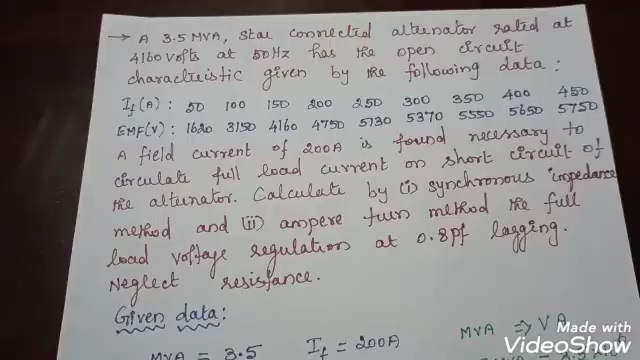 → A 3.5 MVA, star connected alternator rated at
4160 volts at 50Hz has the open circuit
characteristic given by the following data:
If(A): 50 100 150 200 250 300 350 400 450
EMF(V): 1620 3150 4160 4750 5130 5370 5550 5650 5750
A field current of 200A is found necessary to
circulate full load current on short circuit of
the alternator. Calculate by (i) synchronous impedance
method and (ii) ampere turn method the full
load voltage regulation at 0.8pf lagging.
Neglect resistance.
Given data:
MVA = 3.5 If = 200A MVA ⇒ VA
Made with
VideoShow